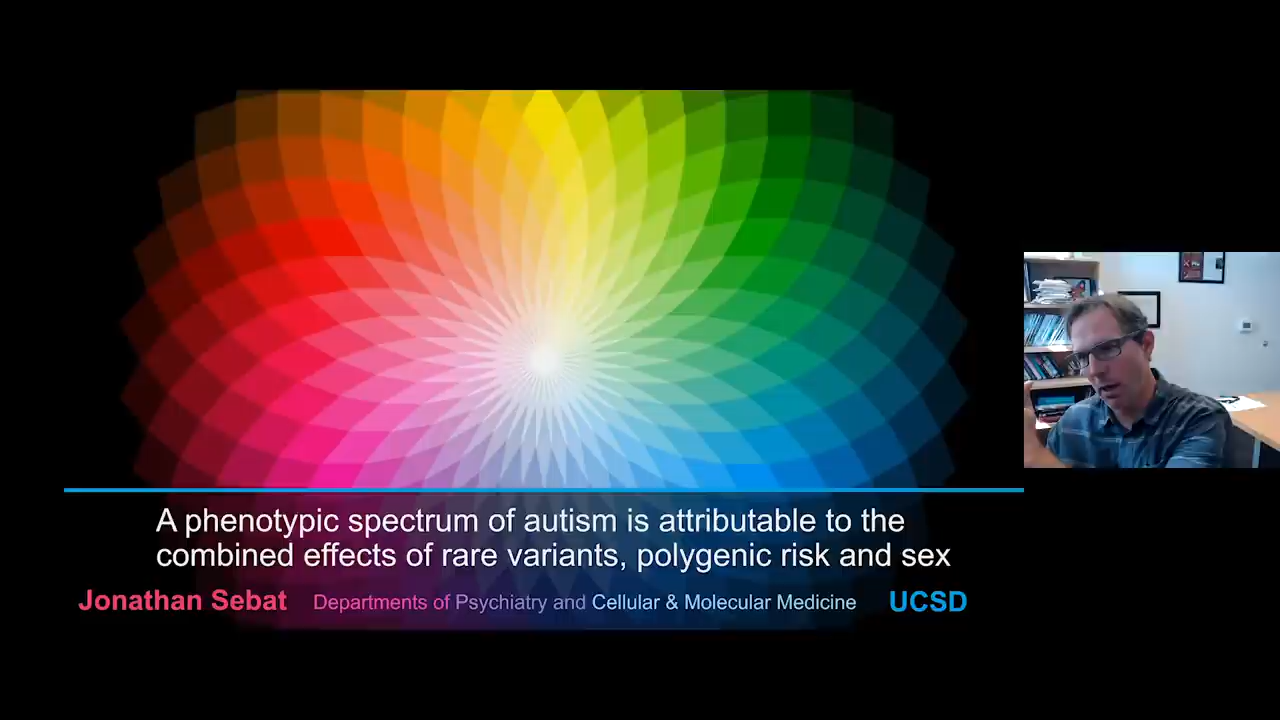 A phenotypic spectrum of autism is attributable to the
combined effects of rare variants, polygenic risk and sex
Jonathan Sebat Departments of Psychiatry and Cellular & Molecular Medicine UCSD